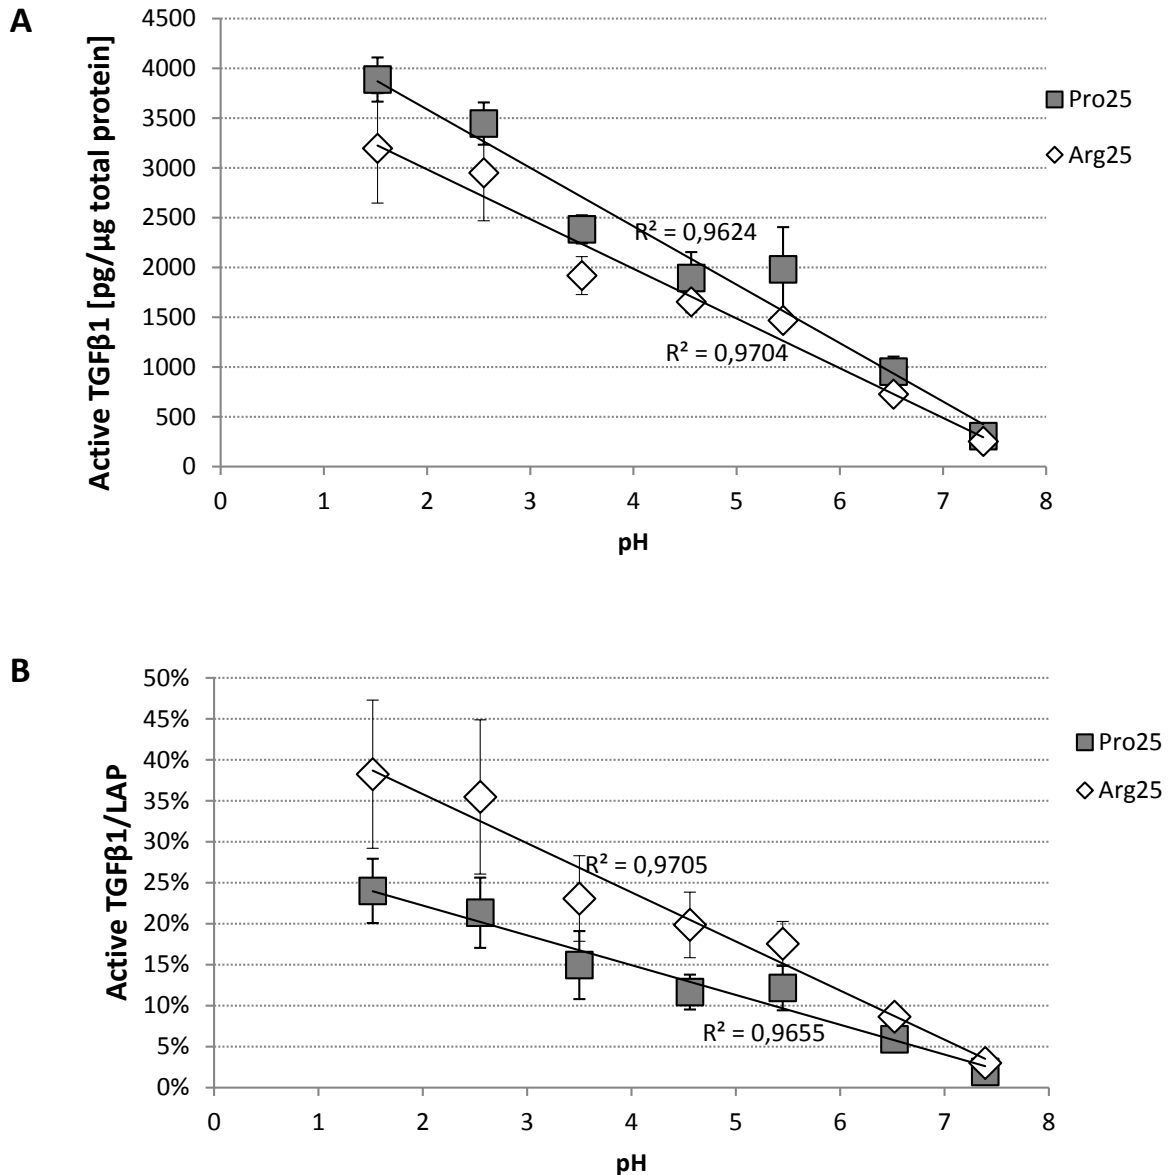 A
Active TGFβ1 [pg/µg total protein]
4500
4000
3500
3000
2500
2000
1500
1000
500
0
0 1 2 3 4 5 6 7 8
pH
R² = 0,9624
R² = 0,9704
Pro25
Arg25
B
Active TGFβ1/LAP
50%
45%
40%
35%
30%
25%
20%
15%
10%
5%
0%
0 1 2 3 4 5 6 7 8
pH
R² = 0,9705
R² = 0,9655
Pro25
Arg25